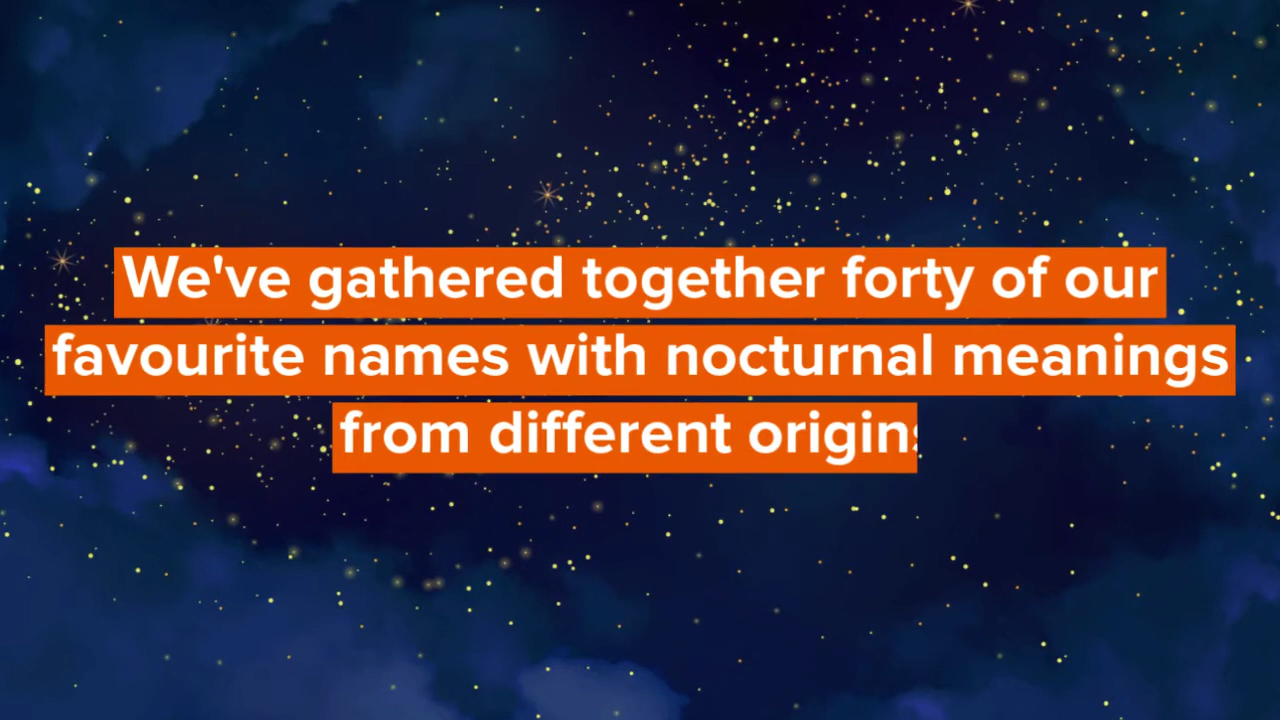 We've gathered together forty of our
favourite names with nocturnal meanings
from different origins